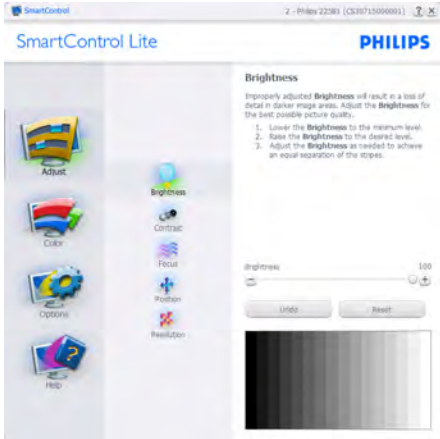 SmartControl
2 - Philips 225B1 (CS30715000001)
SmartControl Lite
PHILIPS
Adjust
Color
Options
Help
Brightness
Contrast
Focus
Position
Resolution
Brightness
Improperly adjusted Brightness will result in a loss of
detail in darker image areas. Adjust the Brightness for
the best possible picture quality.
1. Lower the Brightness to the minimum level.
2. Raise the Brightness to the desired level.
3. Adjust the Brightness as needed to achieve
an equal separation of the stripes.
Brightness 100
Undo
Reset